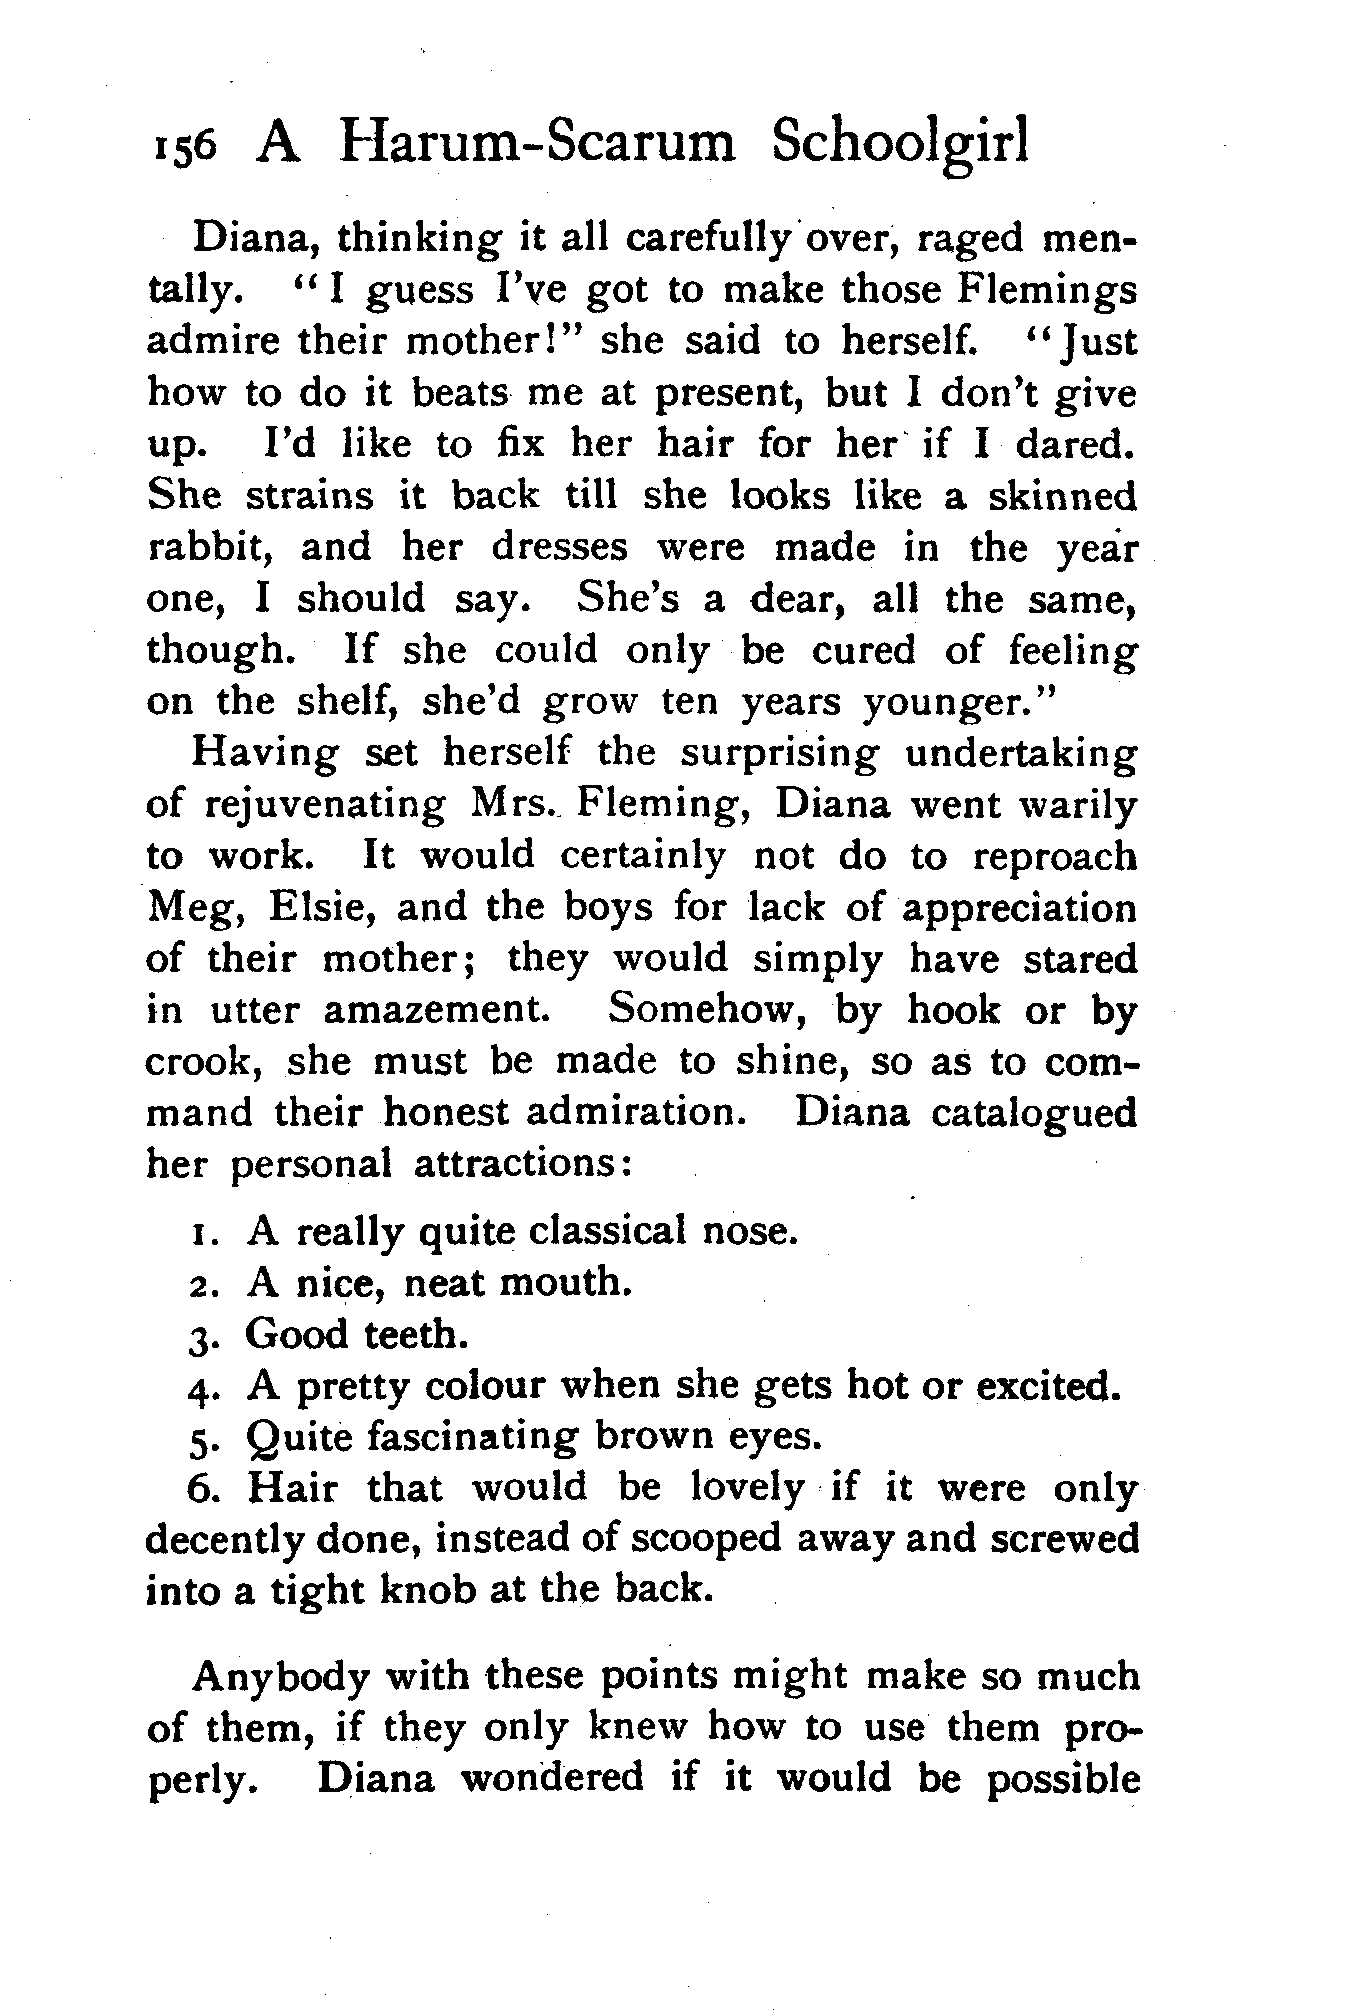 156 A Harum-Scarum Schoolgirl
Diana, thinking it all carefully over, raged men-
tally. "I guess I've got to make those Flemings
admire their mother!" she said to herself. "Just
how to do it beats me at present, but I don't give
up. I'd like to fix her hair for her if I dared.
She strains it back till she looks like a skinned
rabbit, and her dresses were made in the year
one, I should say. She's a dear, all the same,
though. If she could only be cured of feeling
on the shelf, she'd grow ten years younger."
Having set herself the surprising undertaking
of rejuvenating Mrs. Fleming, Diana went warily
to work. It would certainly not do to reproach
Meg, Elsie, and the boys for lack of appreciation
of their mother; they would simply have stared
in utter amazement. Somehow, by hook or by
crook, she must be made to shine, so as to com-
mand their honest admiration. Diana catalogued
her personal attractions:
1. A really quite classical nose.
2. A nice, neat mouth.
3. Good teeth.
4. A pretty colour when she gets hot or excited.
5. Quite fascinating brown eyes.
6. Hair that would be lovely if it were only
decently done, instead of scooped away and screwed
into a tight knob at the back.
Anybody with these points might make so much
of them, if they only knew how to use them pro-
perly. Diana wondered if it would be possible